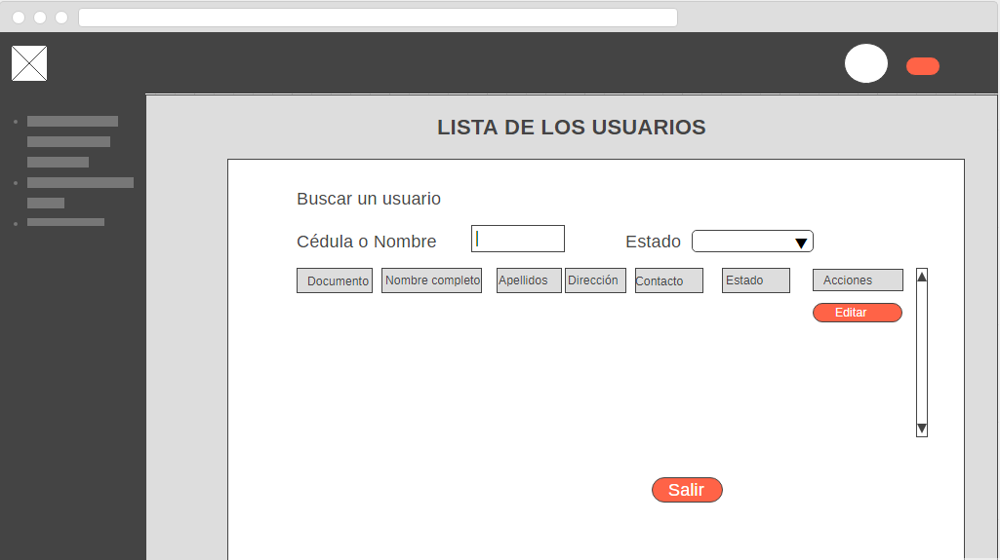 LISTA DE LOS USUARIOS
Buscar un usuario
Cédula o Nombre
Estado
Documento Nombre completo Apellidos Dirección Contacto Estado Acciones
Editar
Salir